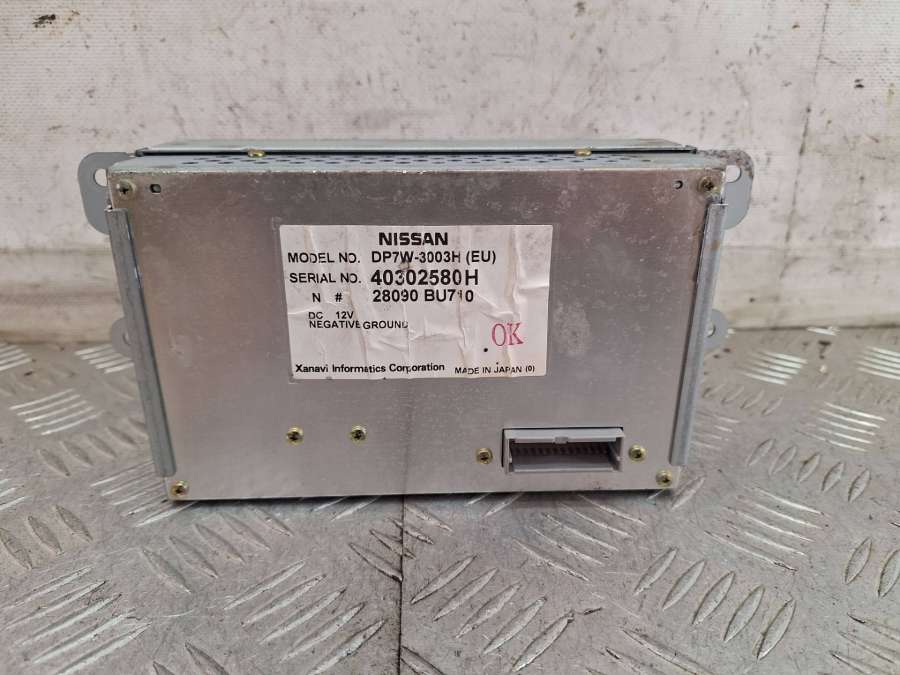 NISSAN
MODEL NO. DP7W-3003H (EU)
SERIAL NO. 40302580H
N # 28090 BU710
DC 12V
NEGATIVE GROUND
OK
Xanavi Informatics Corporation MADE IN JAPAN (0)